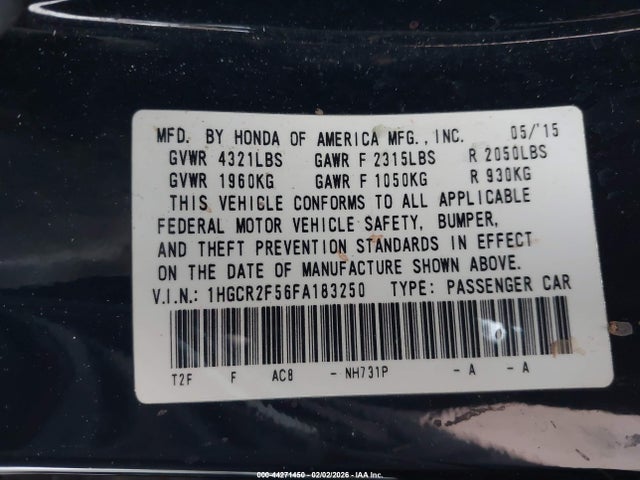 MFD. BY HONDA OF AMERICA MFG., INC. 05/'15
GVWR 4321LBS GAWR F 2315LBS R 2050LBS
GVWR 1960KG GAWR F 1050KG R 930KG
THIS VEHICLE CONFORMS TO ALL APPLICABLE
FEDERAL MOTOR VEHICLE SAFETY, BUMPER,
AND THEFT PREVENTION STANDARDS IN EFFECT
ON THE DATE OF MANUFACTURE SHOWN ABOVE.
V.I.N.: 1HGCR2F56FA183250 TYPE: PASSENGER CAR
T2F F AC8 - NH731P - A - A
000-44271450 - 02/02/2026 - IAA Inc.